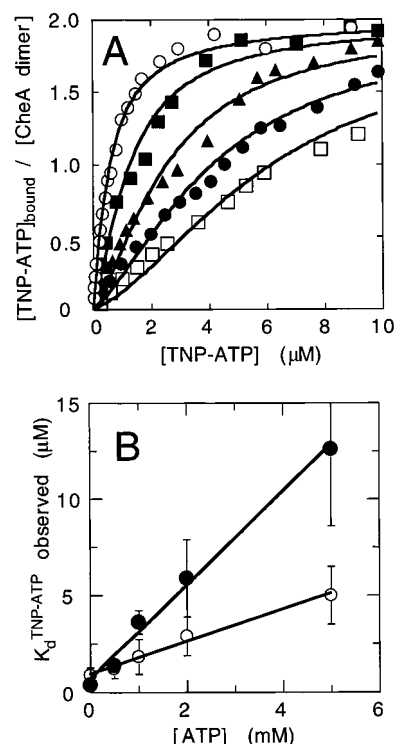 A
2.0
1.5
1.0
0.5
0
0 2 4 6 8 10
[TNP-ATP]bound / [CheA dimer]
[TNP-ATP] (μM)
B
15
10
5
0
0 2 4 6
Kd TNP-ATP observed (μM)
[ATP] (mM)